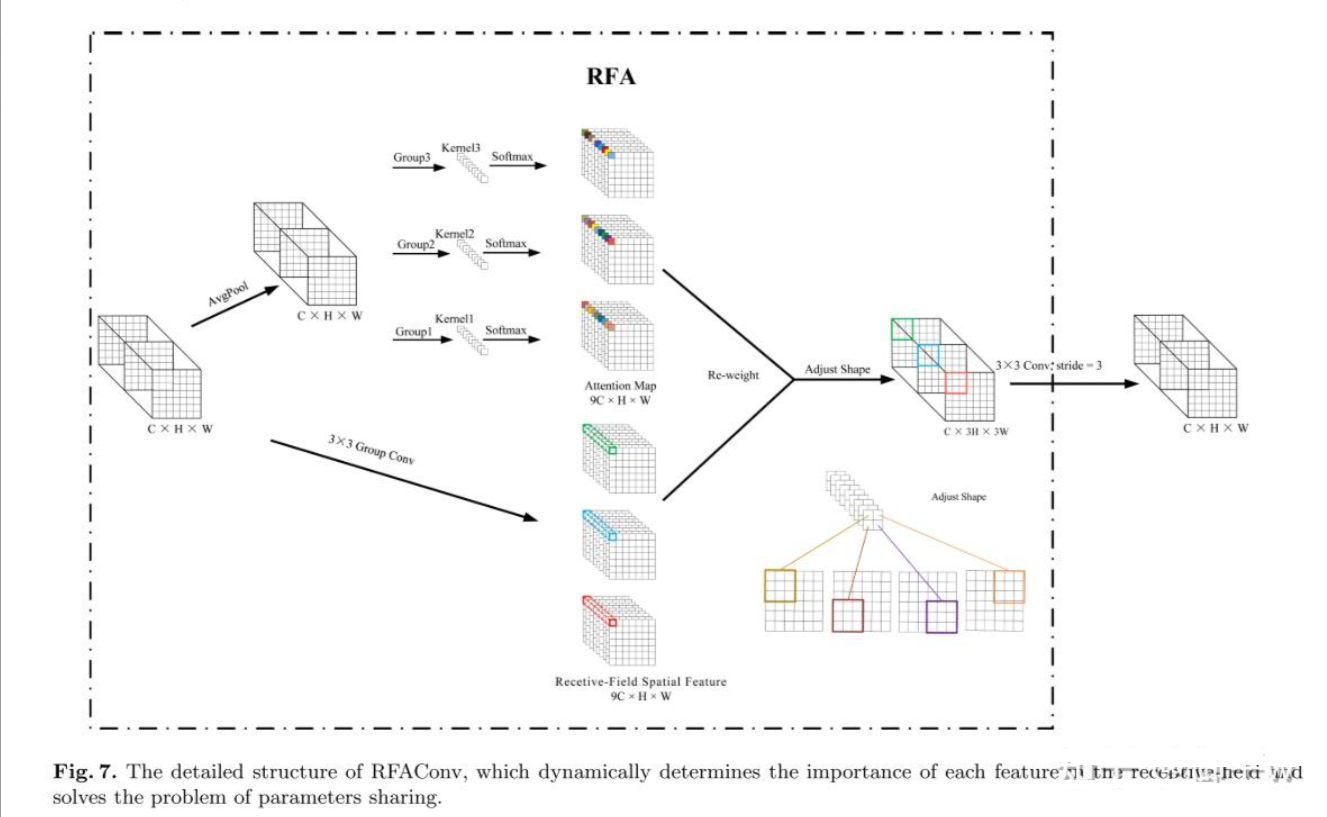 RFA
Group3
Kernel3
Softmax
Group2
Kernel2
Softmax
AvgPool
C × H × W
Group1
Kernel1
Softmax
Attention Map
9C × H × W
C × H × W
3×3 Group Conv
Re-weight
Adjust Shape
C × 3H × 3W
3×3 Conv, stride = 3
C × H × W
Adjust Shape
Recetive-Field Spatial Feature
9C × H × W
Fig. 7. The detailed structure of RFAConv, which dynamically determines the importance of each feature
solves the problem of parameters sharing.